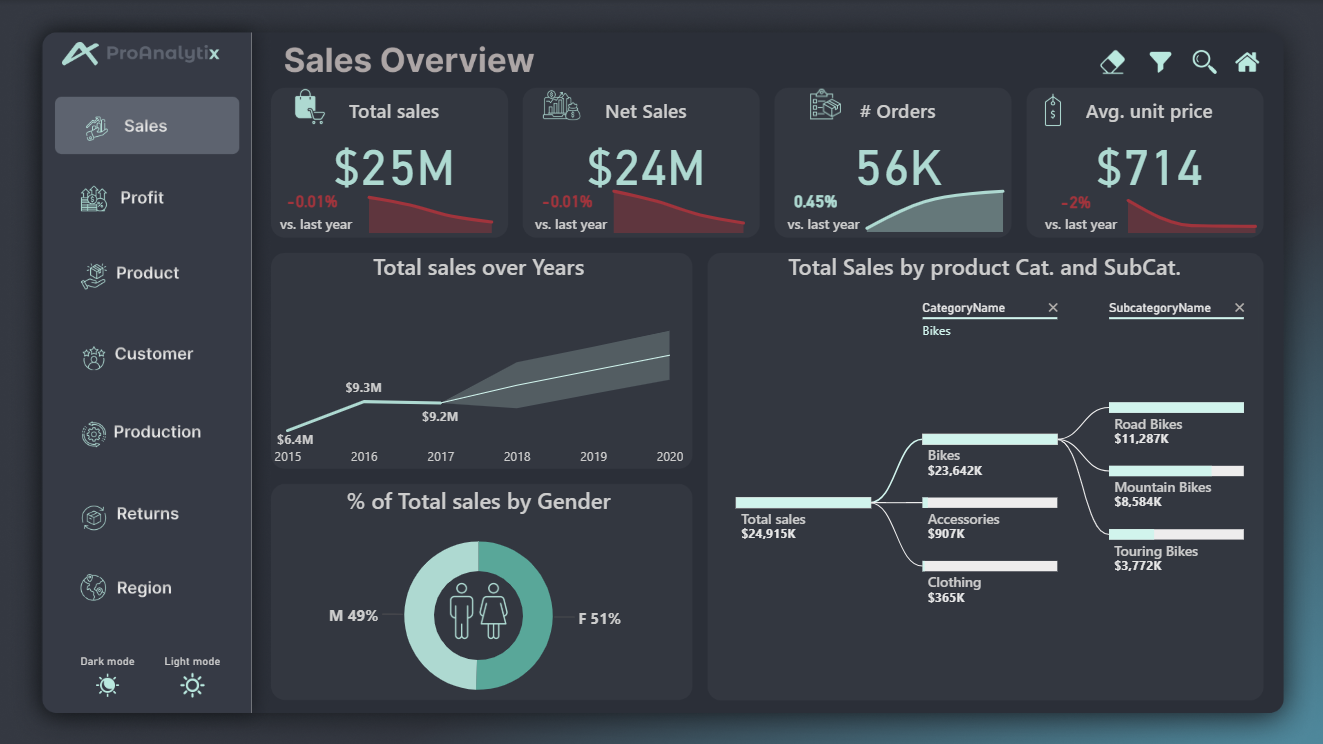 ProAnalytix
Sales
Profit
Product
Customer
Production
Returns
Region
Dark mode
Light mode
Sales Overview
Total sales
$25M
-0.01%
vs. last year
Net Sales
$24M
-0.01%
vs. last year
# Orders
56K
0.45%
vs. last year
Avg. unit price
$714
-2%
vs. last year
Total sales over Years
$6.4M
$9.3M
$9.2M
2015 2016 2017 2018 2019 2020
% of Total sales by Gender
M 49%
F 51%
Total Sales by product Cat. and SubCat.
CategoryName
Bikes
SubcategoryName
Total sales
$24,915K
Bikes
$23,642K
Accessories
$907K
Clothing
$365K
Road Bikes
$11,287K
Mountain Bikes
$8,584K
Touring Bikes
$3,772K